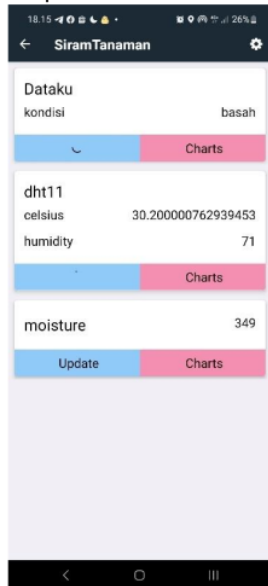 18.15
26%
SiramTanaman
Dataku
kondisi basah
Charts
dht11
celsius 30.200000762939453
humidity 71
Charts
moisture 349
Update Charts